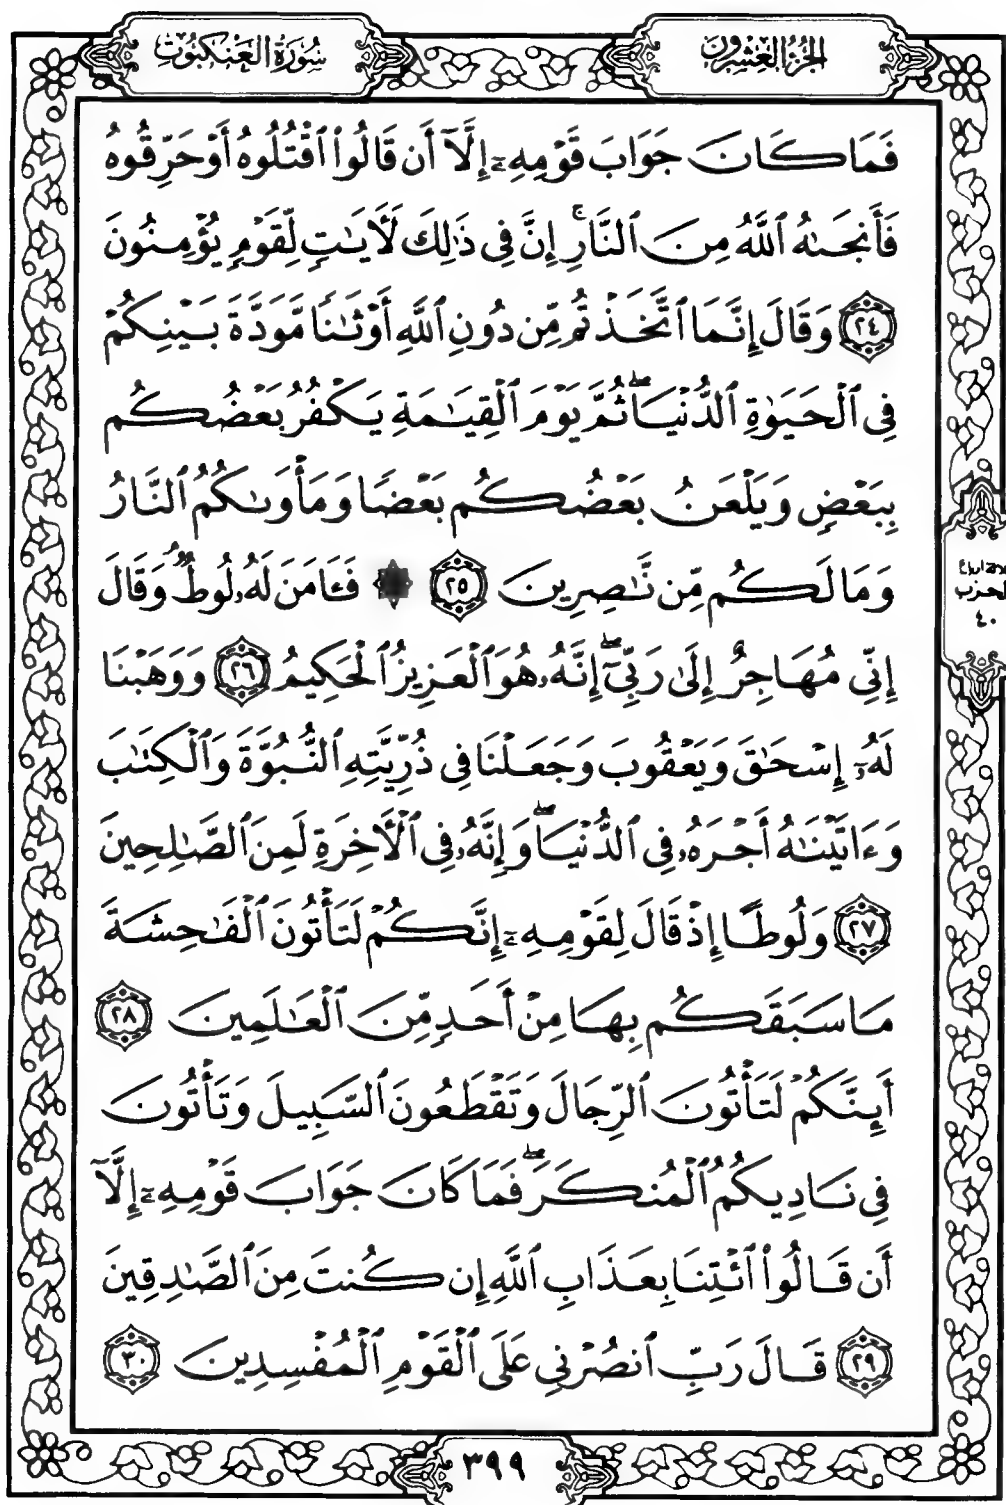 الجزء العشرون
سورة العنكبوت
فَمَا كَانَ جَوَابَ قَوْمِهِۦٓ إِلَّآ أَن قَالُوا۟ ٱقْتُلُوهُ أَوْ حَرِّقُوهُ
فَأَنجَىٰهُ ٱللَّهُ مِنَ ٱلنَّارِ ۚ إِنَّ فِى ذَٰلِكَ لَـَٔايَـٰتٍ لِّقَوْمٍ يُؤْمِنُونَ
٢٤ وَقَالَ إِنَّمَا ٱتَّخَذْتُم مِّن دُونِ ٱللَّهِ أَوْثَـٰنًا مَّوَدَّةَ بَيْنِكُمْ
فِى ٱلْحَيَوٰةِ ٱلدُّنْيَا ۖ ثُمَّ يَوْمَ ٱلْقِيَـٰمَةِ يَكْفُرُ بَعْضُكُم
بِبَعْضٍ وَيَلْعَنُ بَعْضُكُم بَعْضًا وَمَأْوَىٰكُمُ ٱلنَّارُ
وَمَا لَكُم مِّن نَّـٰصِرِينَ ٢٥ ۞ فَـَٔامَنَ لَهُۥ لُوطٌ ۘ وَقَالَ
إِنِّى مُهَاجِرٌ إِلَىٰ رَبِّىٓ ۖ إِنَّهُۥ هُوَ ٱلْعَزِيزُ ٱلْحَكِيمُ ٢٦ وَوَهَبْنَا
لَهُۥٓ إِسْحَـٰقَ وَيَعْقُوبَ وَجَعَلْنَا فِى ذُرِّيَّتِهِ ٱلنُّبُوَّةَ وَٱلْكِتَـٰبَ
وَءَاتَيْنَـٰهُ أَجْرَهُۥ فِى ٱلدُّنْيَا ۖ وَإِنَّهُۥ فِى ٱلْـَٔاخِرَةِ لَمِنَ ٱلصَّـٰلِحِينَ
٢٧ وَلُوطًا إِذْ قَالَ لِقَوْمِهِۦٓ إِنَّكُمْ لَتَأْتُونَ ٱلْفَـٰحِشَةَ
مَا سَبَقَكُم بِهَا مِنْ أَحَدٍ مِّنَ ٱلْعَـٰلَمِينَ ٢٨
أَئِنَّكُمْ لَتَأْتُونَ ٱلرِّجَالَ وَتَقْطَعُونَ ٱلسَّبِيلَ وَتَأْتُونَ
فِى نَادِيكُمُ ٱلْمُنكَرَ ۖ فَمَا كَانَ جَوَابَ قَوْمِهِۦٓ إِلَّآ
أَن قَالُوا۟ ٱئْتِنَا بِعَذَابِ ٱللَّهِ إِن كُنتَ مِنَ ٱلصَّـٰدِقِينَ
٢٩ قَالَ رَبِّ ٱنصُرْنِى عَلَى ٱلْقَوْمِ ٱلْمُفْسِدِينَ ٣٠
٤٠
٣٩٩